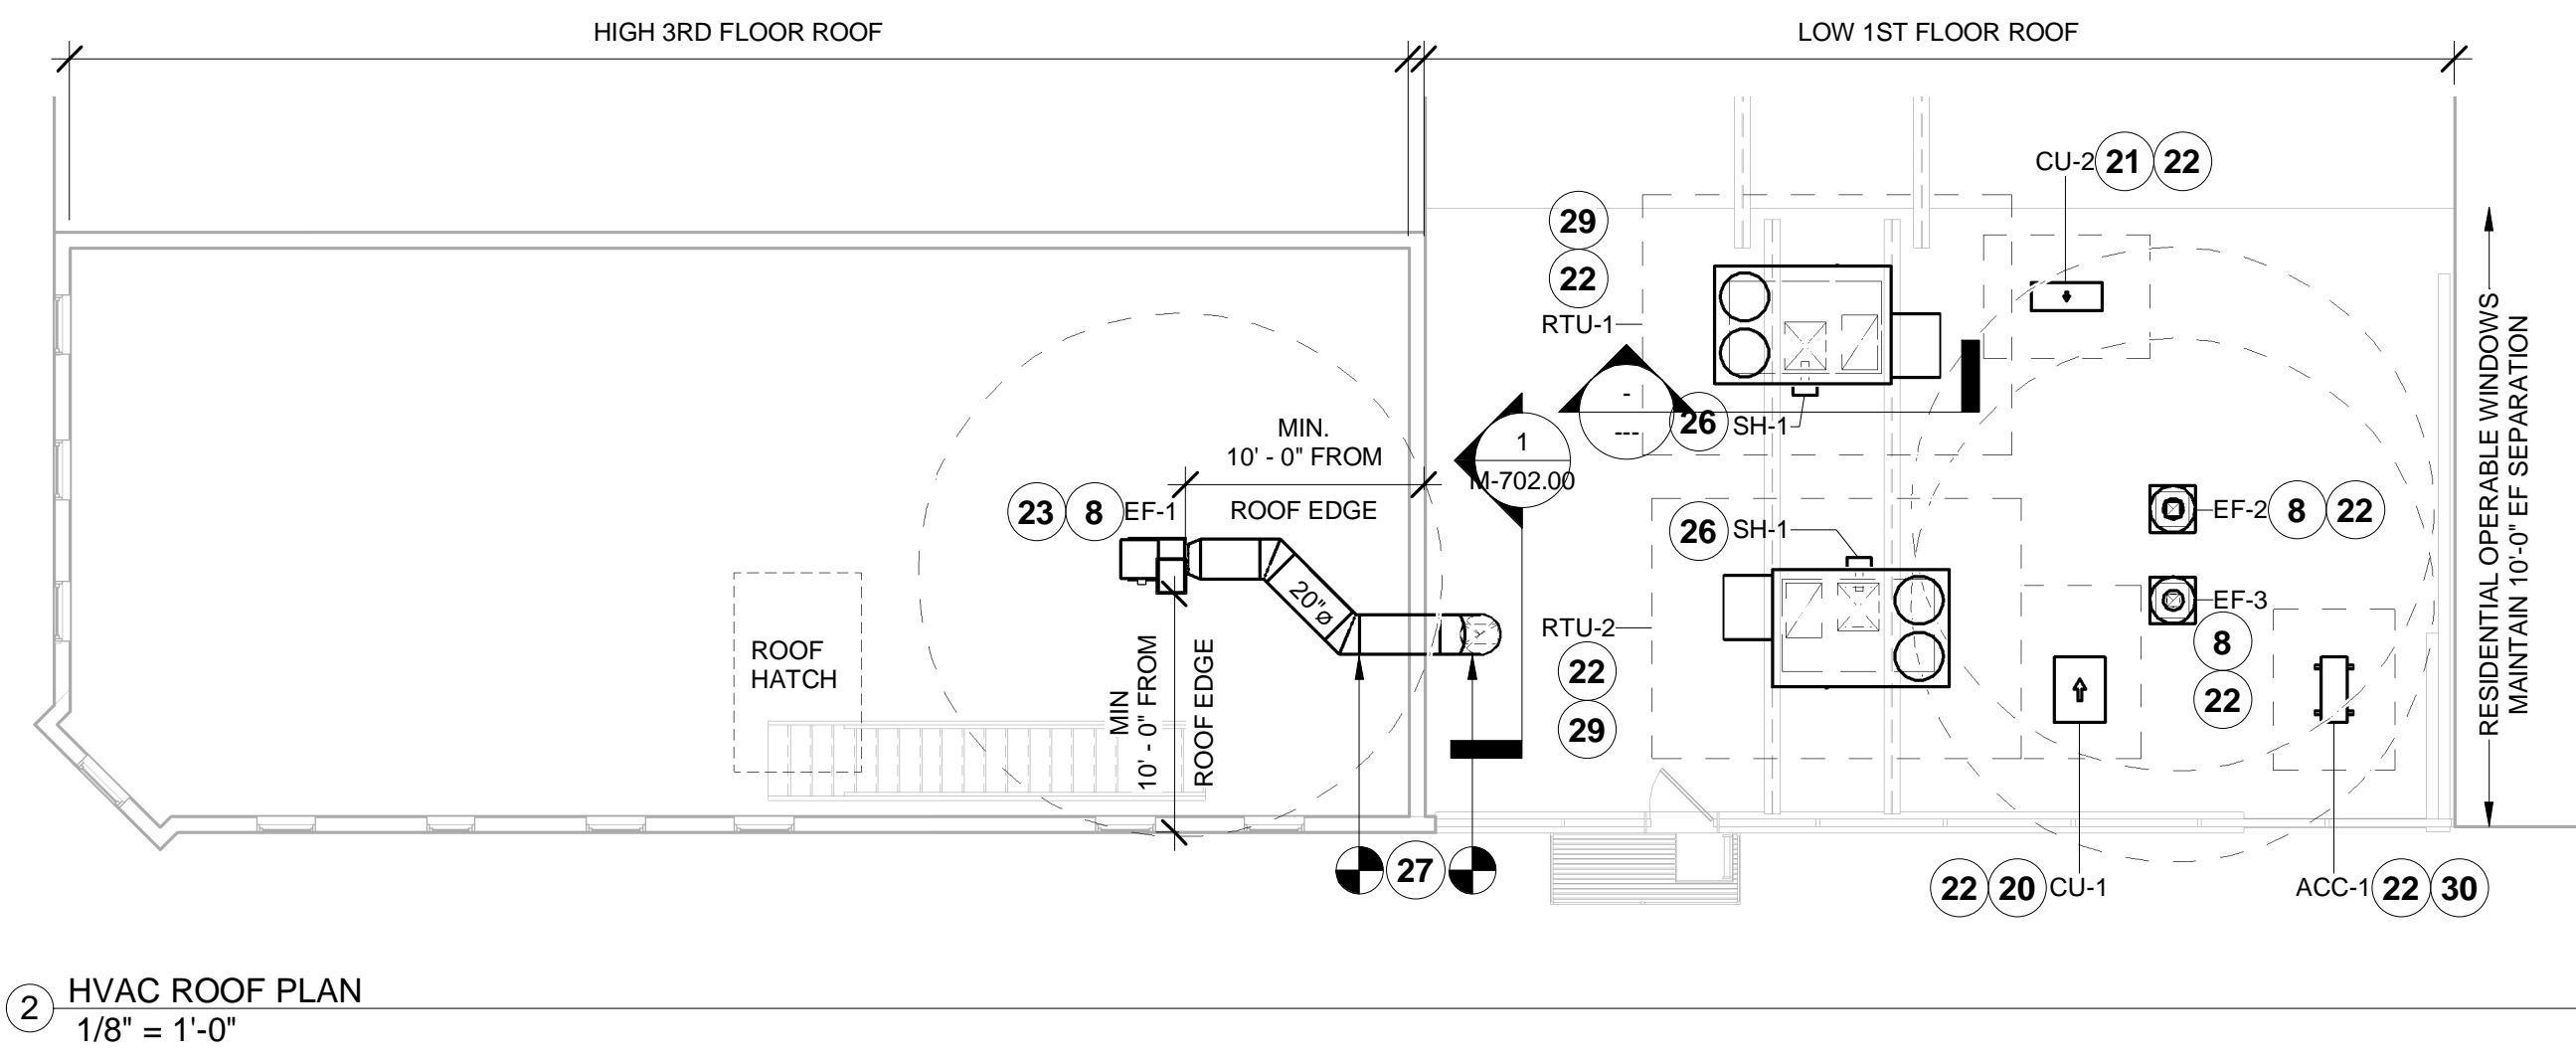 HIGH 3RD FLOOR ROOF
LOW 1ST FLOOR ROOF
CU-2 21 22
29
22
RTU-1
26 SH-1
-
---
1
M-702.00
MIN.
10' - 0" FROM
ROOF EDGE
23 8 EF-1
20"ø
MIN
10' - 0" FROM
ROOF EDGE
ROOF
HATCH
26 SH-1
RTU-2
22
29
EF-2 8 22
EF-3
8
22
RESIDENTIAL OPERABLE WINDOWS
MAINTAIN 10'-0" EF SEPARATION
27
22 20 CU-1
ACC-1 22 30
2 HVAC ROOF PLAN
1/8" = 1'-0"